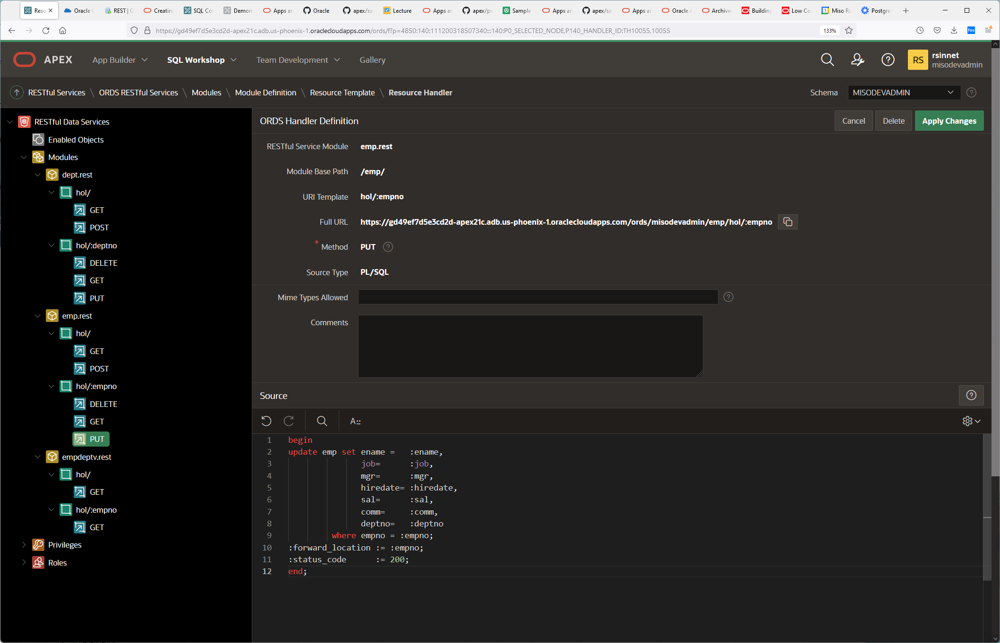 Reso
Oracle C
REST | O
Creating
SQL Co
Demon
Apps an
Oracle
apex/sa
Lecture
Apps an
apex/po
Sample
Apps an
apex/sa
Apps an
Oracle A
Archive
Building
Low Co
Miso Ro
Postgre
https://gd49ef7d5e3cd2d-apex21c.adb.us-phoenix-1.oraclecloudapps.com/ords/f?p=4850:140:111200318507340:::140:P0_SELECTED_NODE,P140_HANDLER_ID:TH10055,10055
133%
fos
APEX
App Builder
SQL Workshop
Team Development
Gallery
RS
rsinnet
misodevadmin
RESTful Services \ ORDS RESTful Services \ Modules \ Module Definition \ Resource Template \ Resource Handler
Schema
MISODEVADMIN
RESTful Data Services
Enabled Objects
Modules
dept.rest
hol/
GET
POST
hol/:deptno
DELETE
GET
PUT
emp.rest
hol/
GET
POST
hol/:empno
DELETE
GET
PUT
empdeptv.rest
hol/
GET
hol/:empno
GET
Privileges
Roles
ORDS Handler Definition
Cancel
Delete
Apply Changes
RESTful Service Module emp.rest
Module Base Path /emp/
URI Template hol/:empno
Full URL https://gd49ef7d5e3cd2d-apex21c.adb.us-phoenix-1.oraclecloudapps.com/ords/misodevadmin/emp/hol/:empno
* Method PUT
Source Type PL/SQL
Mime Types Allowed
Comments
Source
1 begin
2 update emp set ename = :ename,
3 job= :job,
4 mgr= :mgr,
5 hiredate= :hiredate,
6 sal= :sal,
7 comm= :comm,
8 deptno= :deptno
9 where empno = :empno;
10 :forward_location := :empno;
11 :status_code := 200;
12 end;